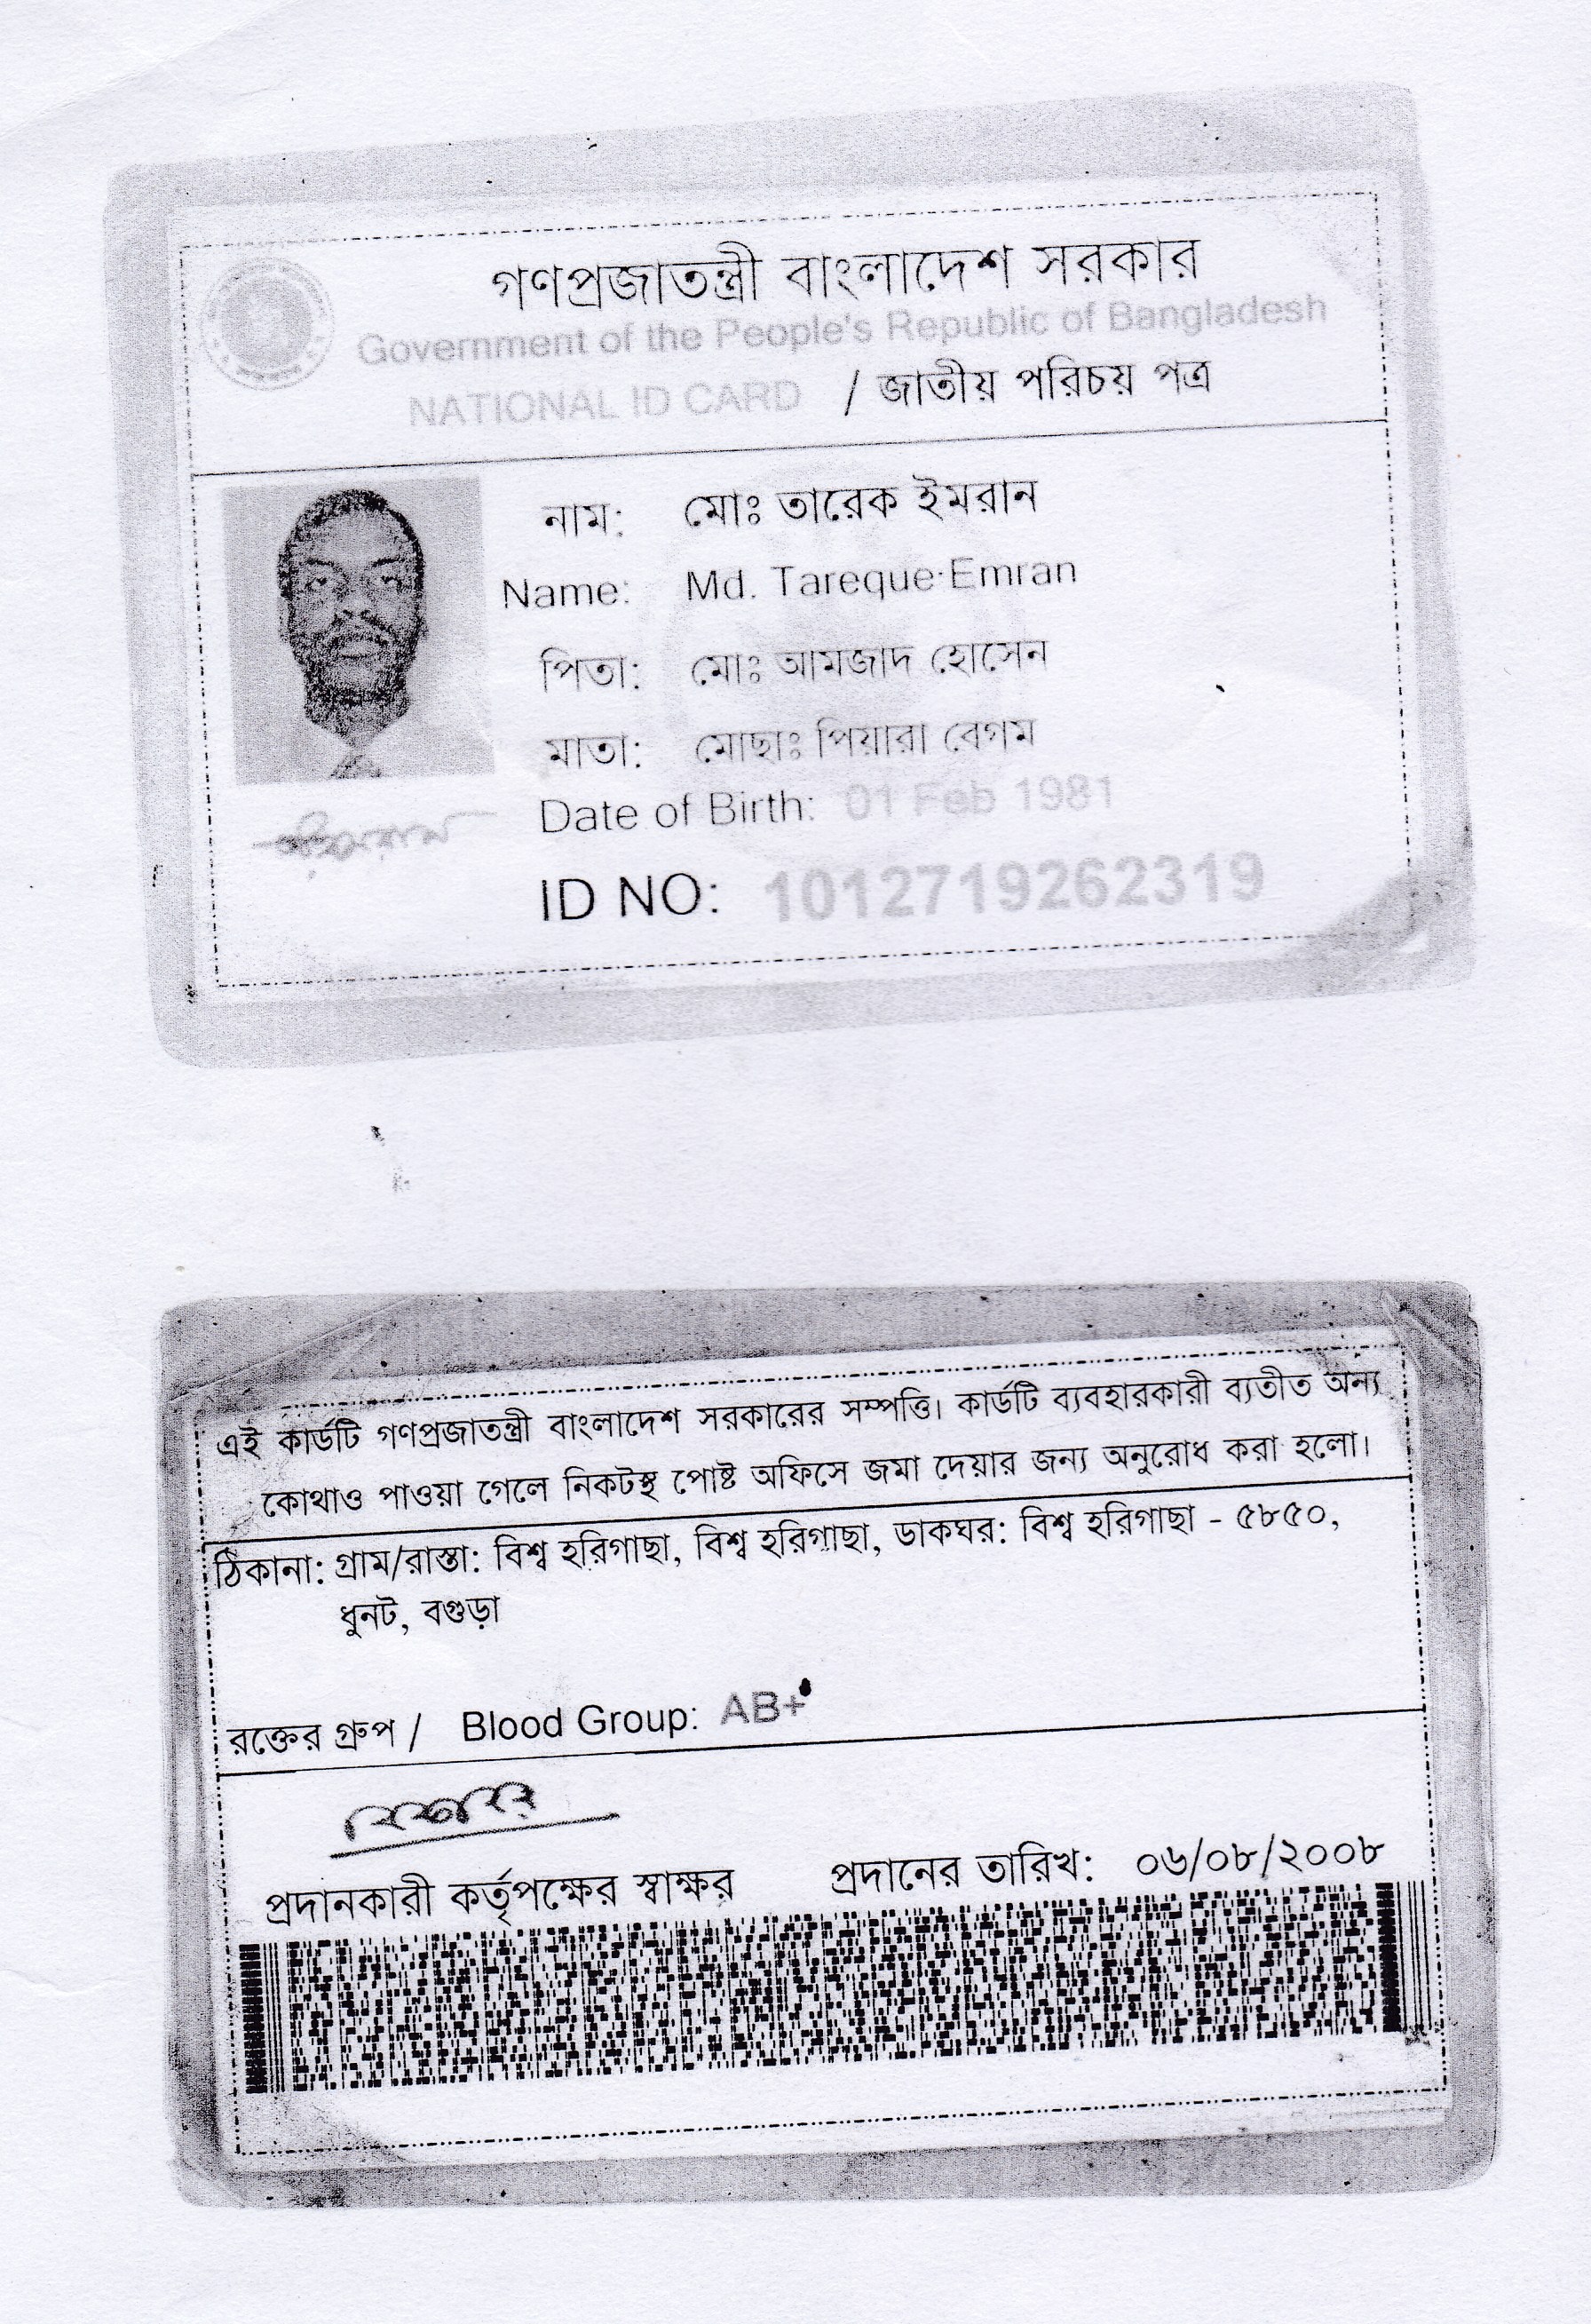 গণপ্রজাতন্ত্রী বাংলাদেশ সরকার
Government of the People's Republic of Bangladesh
NATIONAL ID CARD / জাতীয় পরিচয় পত্র
নাম: মোঃ তারেক ইমরান
Name: Md. Tareque Emran
পিতা: মোঃ আমজাদ হোসেন
মাতা: মোছাঃ পিয়ারা বেগম
Date of Birth: 01 Feb 1981
ID NO: 1012719262319
এই কার্ডটি গণপ্রজাতন্ত্রী বাংলাদেশ সরকারের সম্পত্তি। কার্ডটি ব্যবহারকারী ব্যতীত অন্য
কোথাও পাওয়া গেলে নিকটস্থ পোষ্ট অফিসে জমা দেয়ার জন্য অনুরোধ করা হলো।
ঠিকানা: গ্রাম/রাস্তা: বিশ্ব হরিগাছা, বিশ্ব হরিগাছা, ডাকঘর: বিশ্ব হরিগাছা - ৫৮৫০,
ধুনট, বগুড়া
রক্তের গ্রুপ / Blood Group: AB+
প্রদানকারী কর্তৃপক্ষের স্বাক্ষর প্রদানের তারিখ: ০৬/০৮/২০০৮